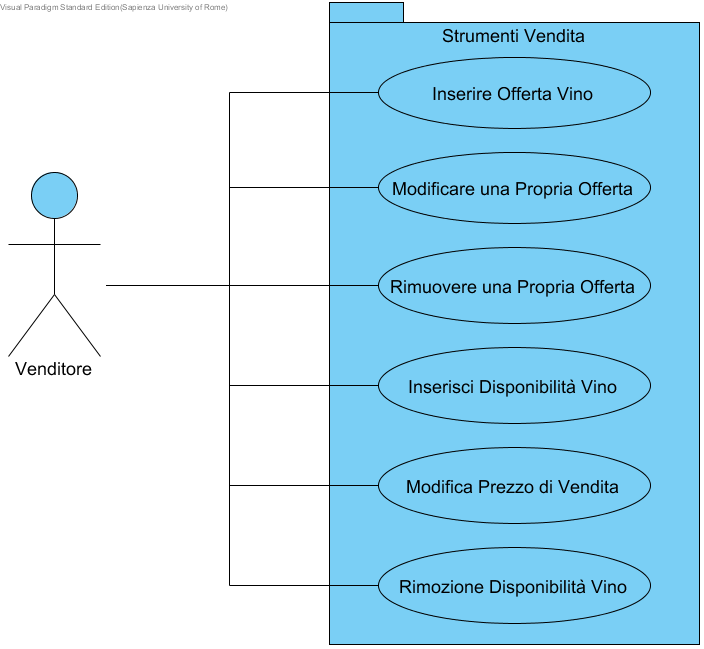 Visual Paradigm Standard Edition(Sapienza University of Rome)
Strumenti Vendita
Inserire Offerta Vino
Modificare una Propria Offerta
Rimuovere una Propria Offerta
Venditore
Inserisci Disponibilità Vino
Modifica Prezzo di Vendita
Rimozione Disponibilità Vino